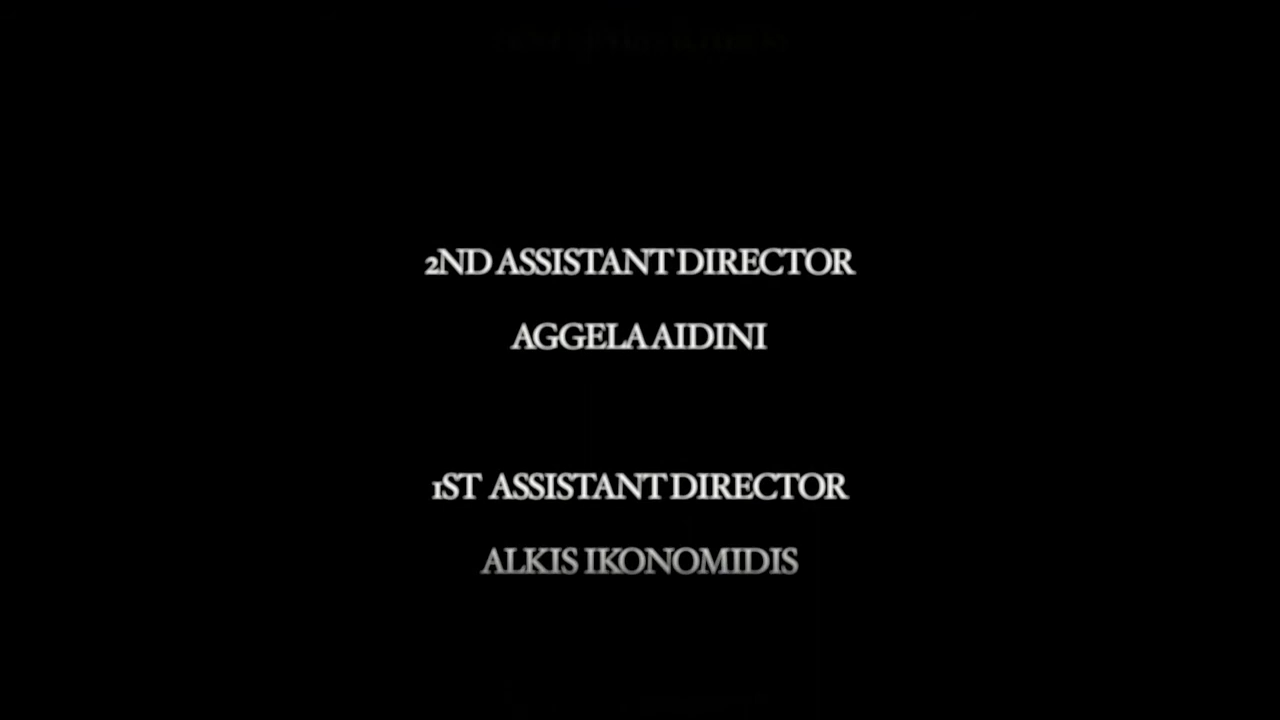 2ND ASSISTANT DIRECTOR
AGGELA AIDINI
1ST ASSISTANT DIRECTOR
ALKIS IKONOMIDIS